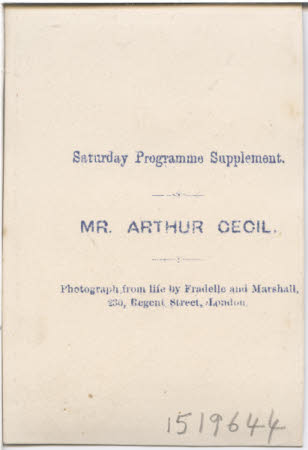 Saturday Programme Supplement.
MR. ARTHUR CECIL.
Photograph from life by Fradelle and Marshall,
230, Regent Street, London.
1519644